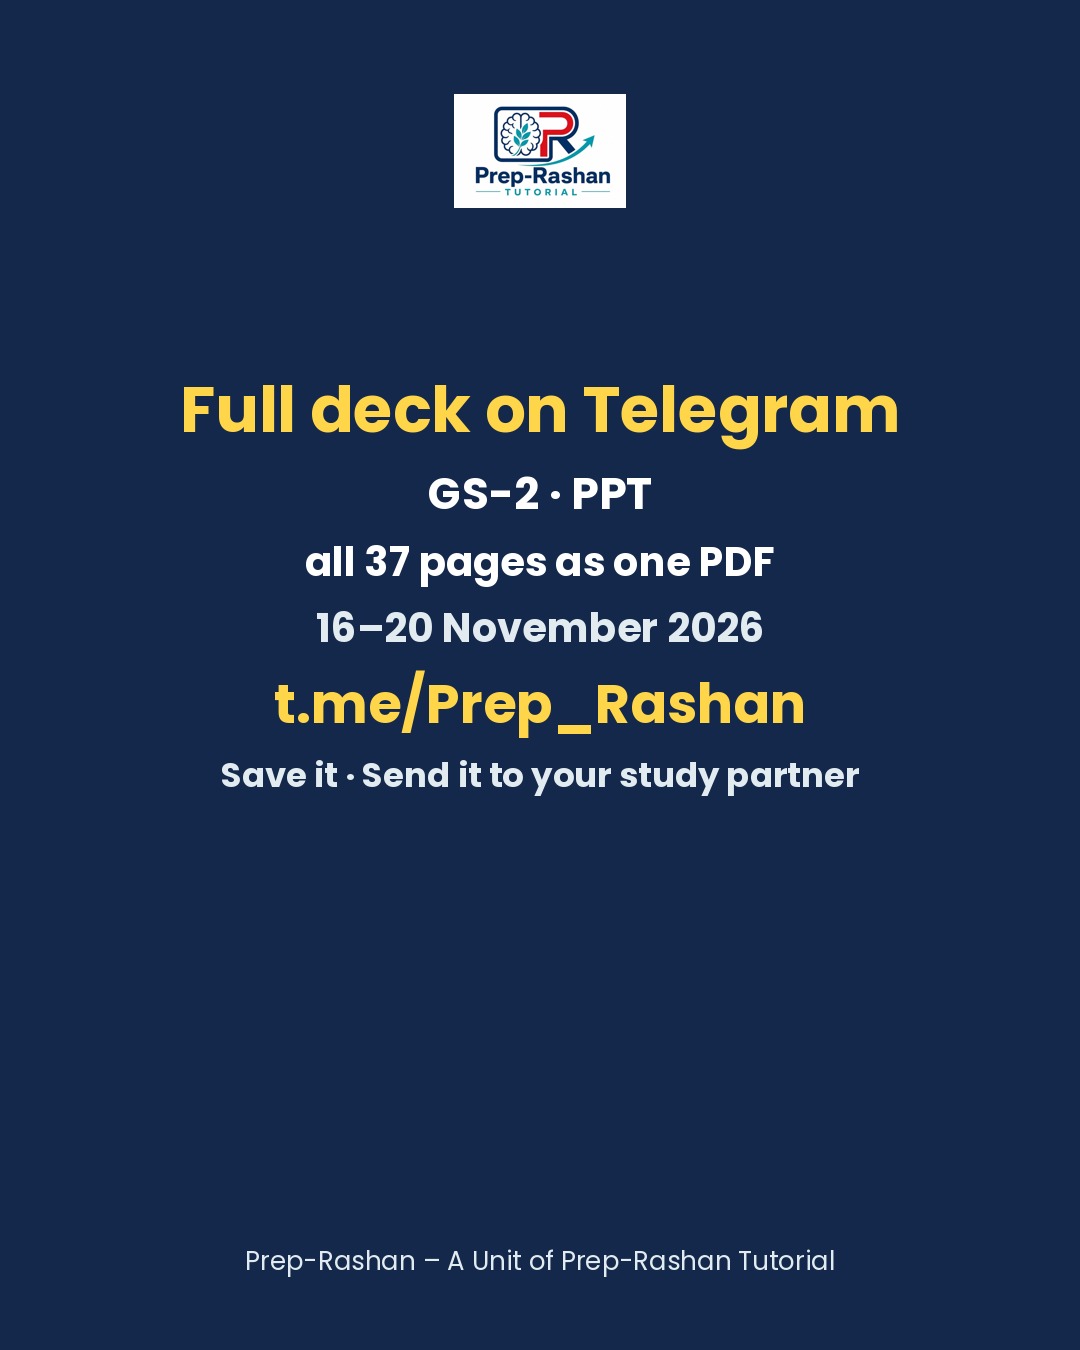 Prep-Rashan
TUTORIAL
Full deck on Telegram
GS-2 · PPT
all 37 pages as one PDF
16–20 November 2026
t.me/Prep_Rashan
Save it · Send it to your study partner
Prep-Rashan – A Unit of Prep-Rashan Tutorial